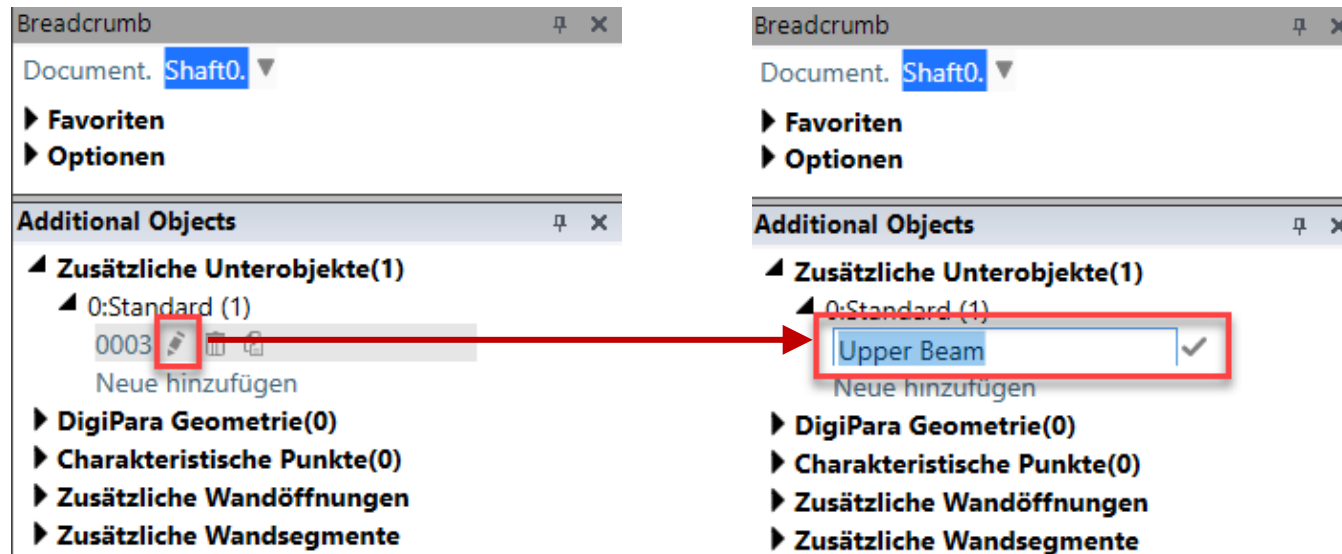 Breadcrumb
Document. Shaft0.
Favoriten
Optionen
Additional Objects
Zusätzliche Unterobjekte(1)
0:Standard (1)
0003
Neue hinzufügen
DigiPara Geometrie(0)
Charakteristische Punkte(0)
Zusätzliche Wandöffnungen
Zusätzliche Wandsegmente
Breadcrumb
Document. Shaft0.
Favoriten
Optionen
Additional Objects
Zusätzliche Unterobjekte(1)
0:Standard (1)
Upper Beam
Neue hinzufügen
DigiPara Geometrie(0)
Charakteristische Punkte(0)
Zusätzliche Wandöffnungen
Zusätzliche Wandsegmente